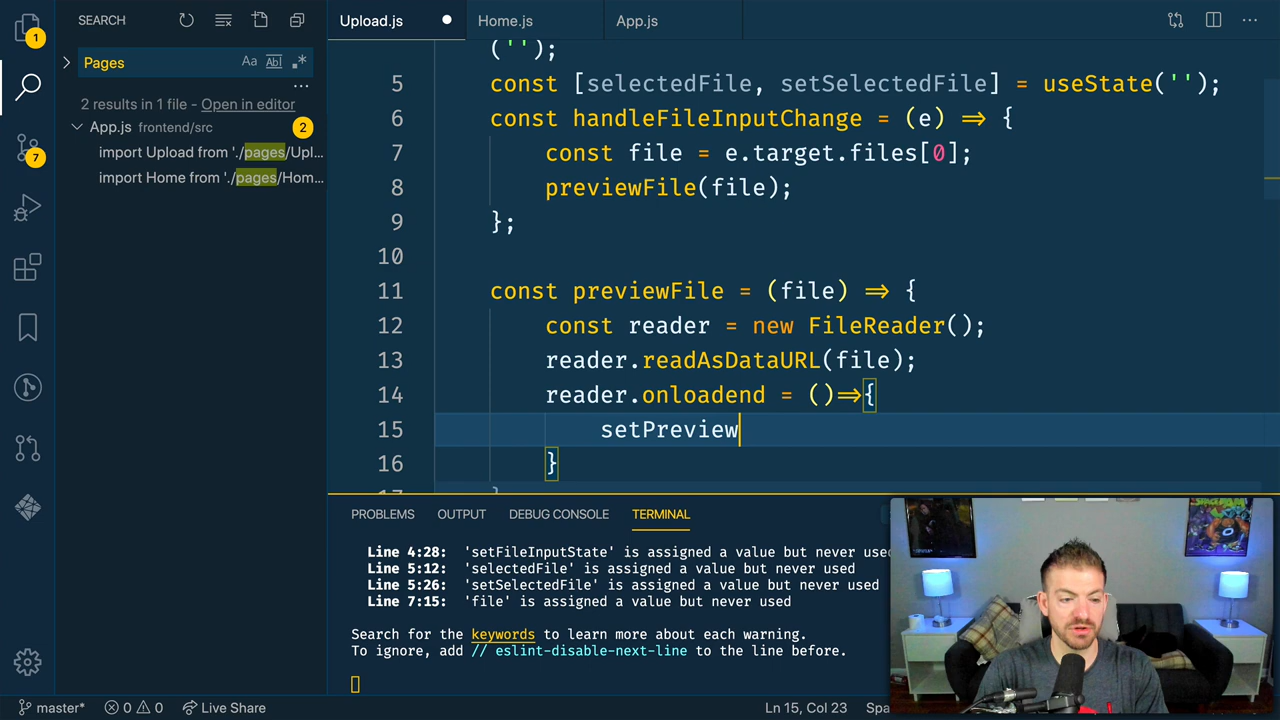 SEARCH
Upload.js
Home.js
App.js
1
Pages
Aa
Abl
.*
2 results in 1 file - Open in editor
App.js frontend/src
2
import Upload from './pages/Upl...
import Home from './pages/Hom...
7
('');
5 const [selectedFile, setSelectedFile] = useState('');
6 const handleFileInputChange = (e) => {
7 const file = e.target.files[0];
8 previewFile(file);
9 };
10
11 const previewFile = (file) => {
12 const reader = new FileReader();
13 reader.readAsDataURL(file);
14 reader.onloadend = ()=>{
15 setPreview
16 }
PROBLEMS OUTPUT DEBUG CONSOLE TERMINAL
Line 4:28: 'setFileInputState' is assigned a value but never used
Line 5:12: 'selectedFile' is assigned a value but never used
Line 5:26: 'setSelectedFile' is assigned a value but never used
Line 7:15: 'file' is assigned a value but never used
Search for the keywords to learn more about each warning.
To ignore, add // eslint-disable-next-line to the line before.
master* 0 0 Live Share
Ln 15, Col 23